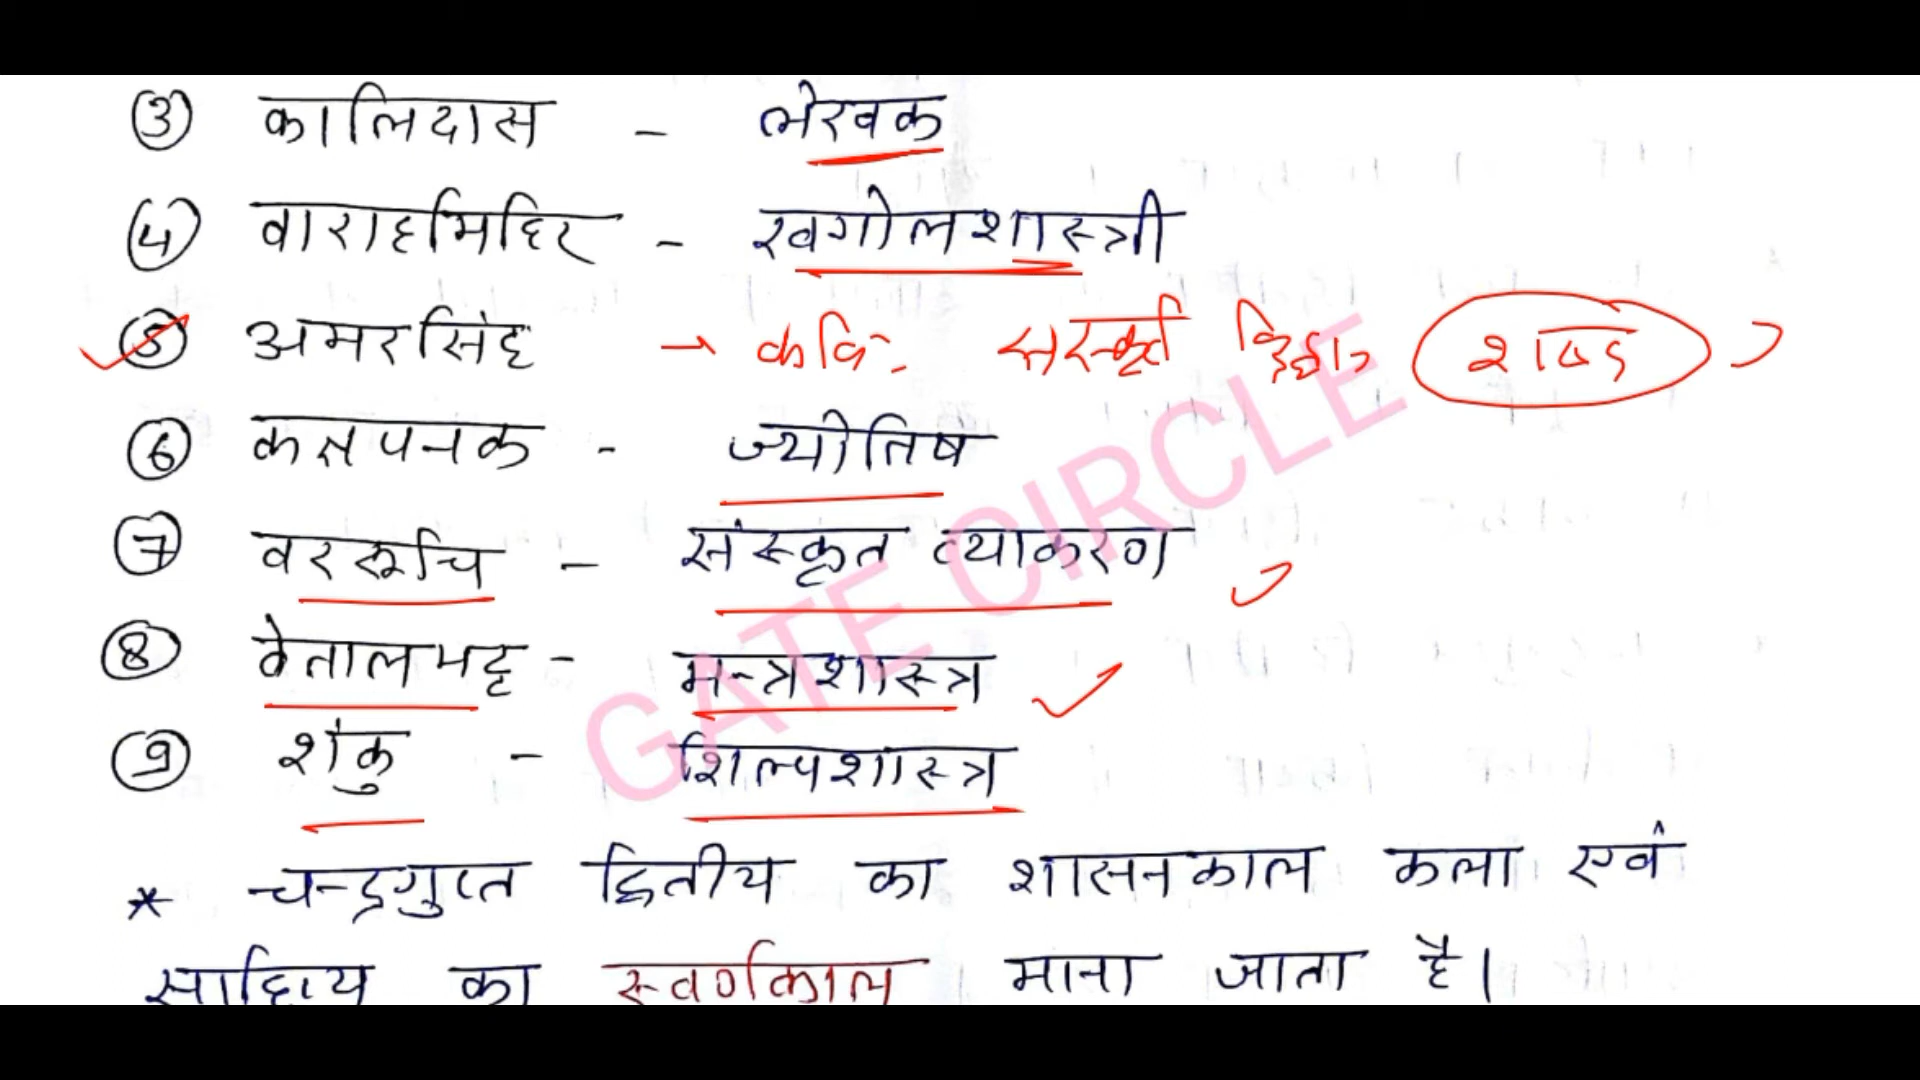 ③ कालिदास - लेखक
④ वाराहमिहिर - खगोलशास्त्री
⑤ अमरसिंह → कवि - संस्कृत विद्वान शब्द
⑥ - ज्योतिष
⑦ वररूचि - संस्कृत व्याकरण
⑧ वेतालभट्ट - मन्त्रशास्त्र
⑨ शंकु - शिल्पशास्त्र
* चन्द्रगुप्त द्वितीय का शासनकाल कला एवं
साहित्य का स्वर्णकाल माना जाता है।
GATE CIRCLE